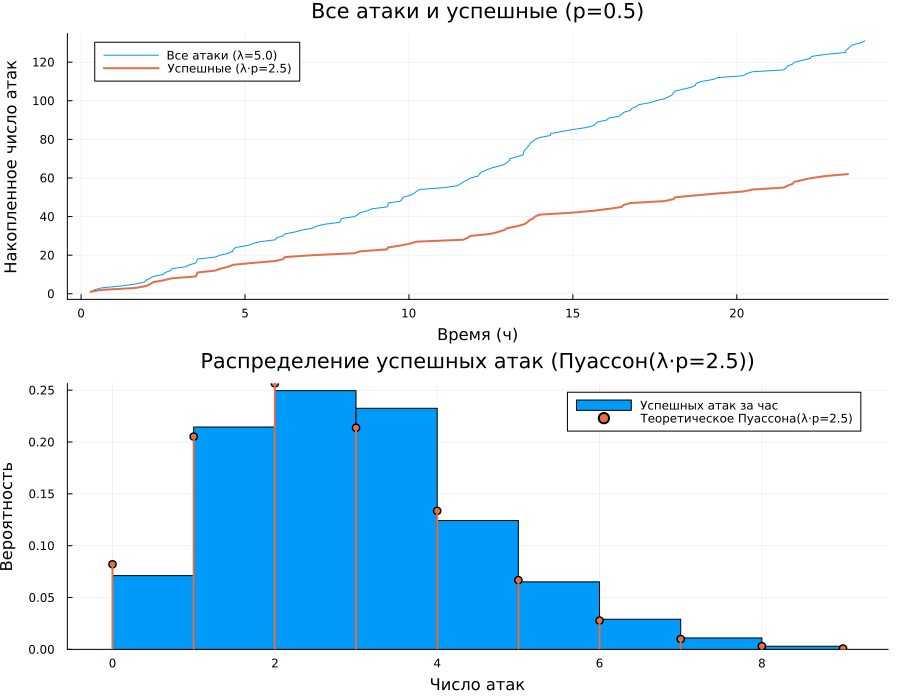 Все атаки и успешные (p=0.5)
Все атаки (λ=5.0)
Успешные (λ·p=2.5)
Накопленное число атак
120
100
80
60
40
20
0
0 5 10 15 20
Время (ч)
Распределение успешных атак (Пуассон(λ·p=2.5))
Успешных атак за час
Теоретическое Пуассона(λ·p=2.5)
Вероятность
0.25
0.20
0.15
0.10
0.05
0.00
0 2 4 6 8
Число атак